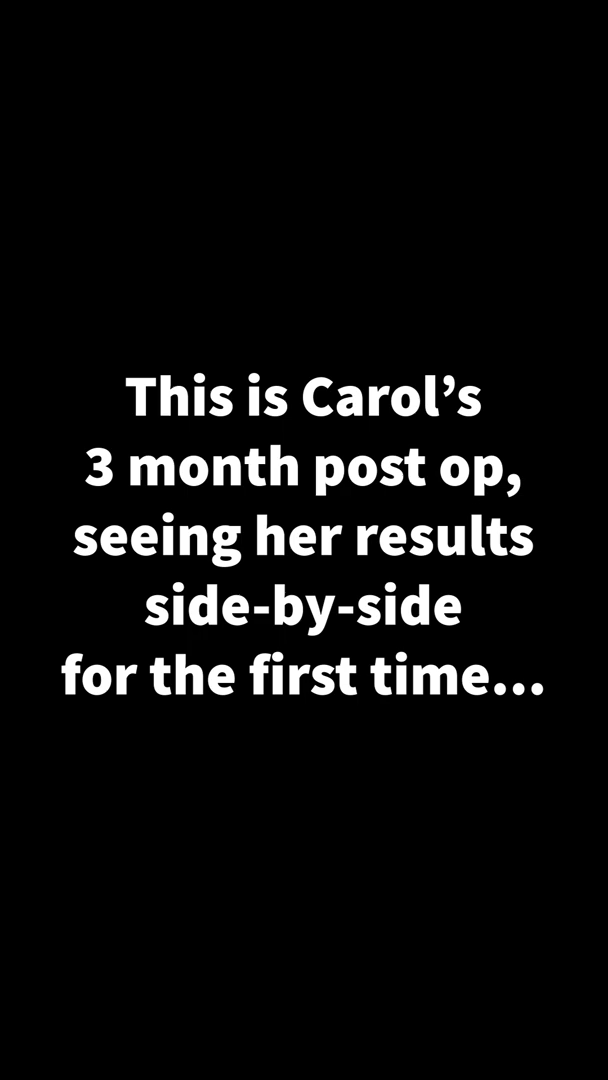 This is Carol’s
3 month post op,
seeing her results
side-by-side
for the first time...